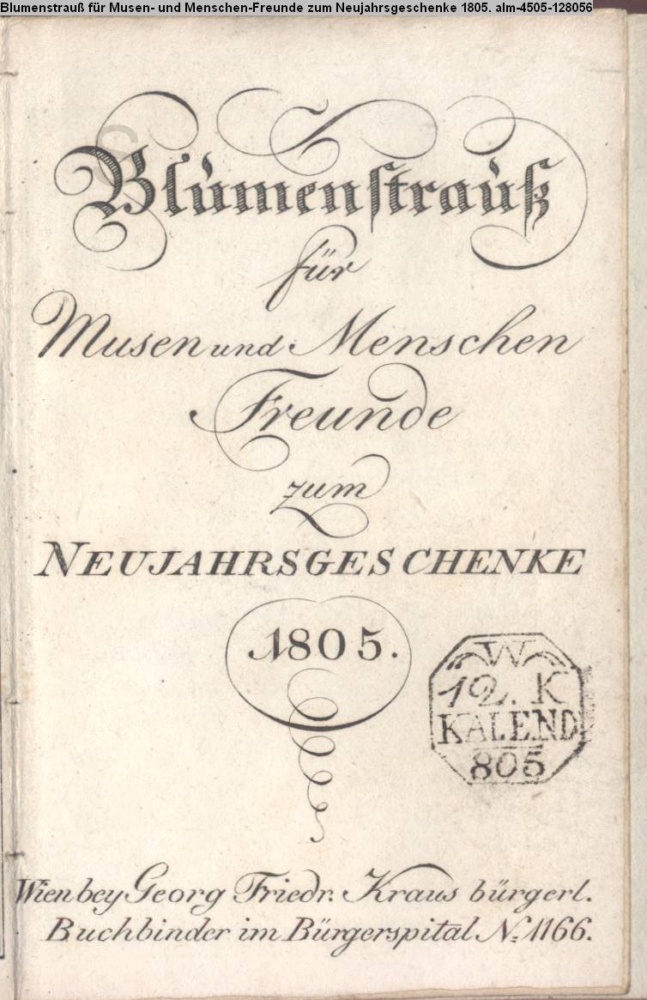 Blumenstrauß für Musen- und Menschen-Freunde zum Neujahrsgeschenke 1805. alm-4505-128056
Blumenstrauß
für
Musen und Menschen
Freunde
zum
NEUJAHRSGESCHENKE
1805.
W
12. K
KALEND
805
Wien bey Georg Friedr. Kraus bürgerl.
Buchbinder im Bürgerspital N: 1166.